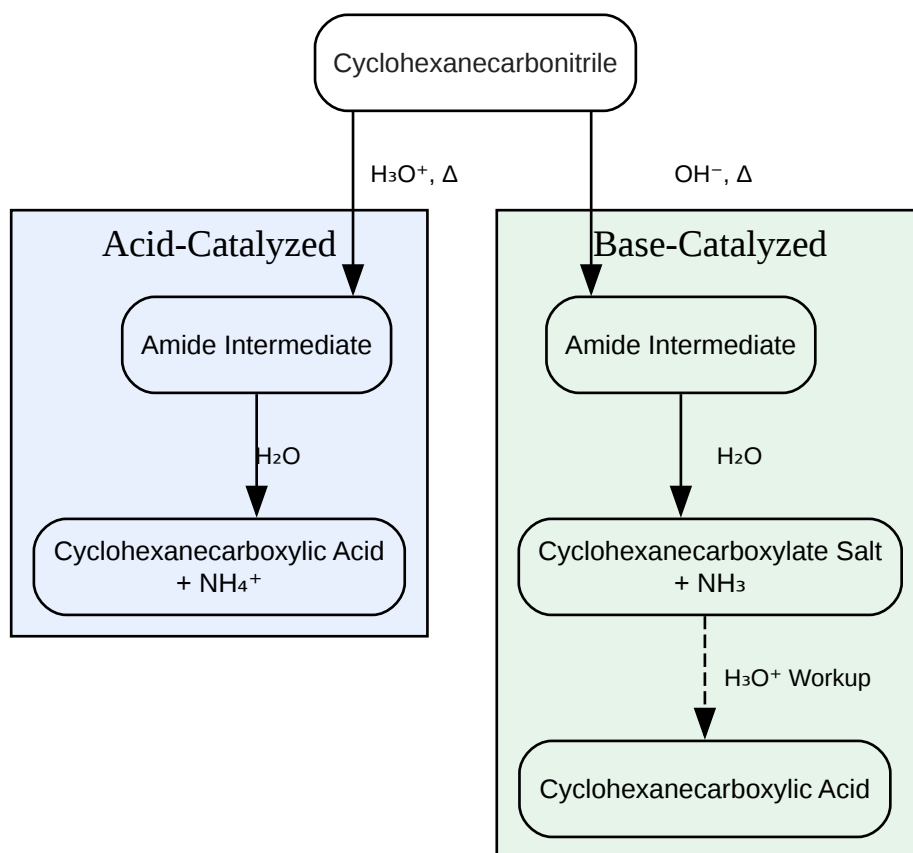 Cyclohexanecarbonitrile
H₃O⁺, Δ
OH⁻, Δ
Acid-Catalyzed
Base-Catalyzed
Amide Intermediate
Amide Intermediate
H₂O
H₂O
Cyclohexanecarboxylic Acid
+ NH₄⁺
Cyclohexanecarboxylate Salt
+ NH₃
H₃O⁺ Workup
Cyclohexanecarboxylic Acid